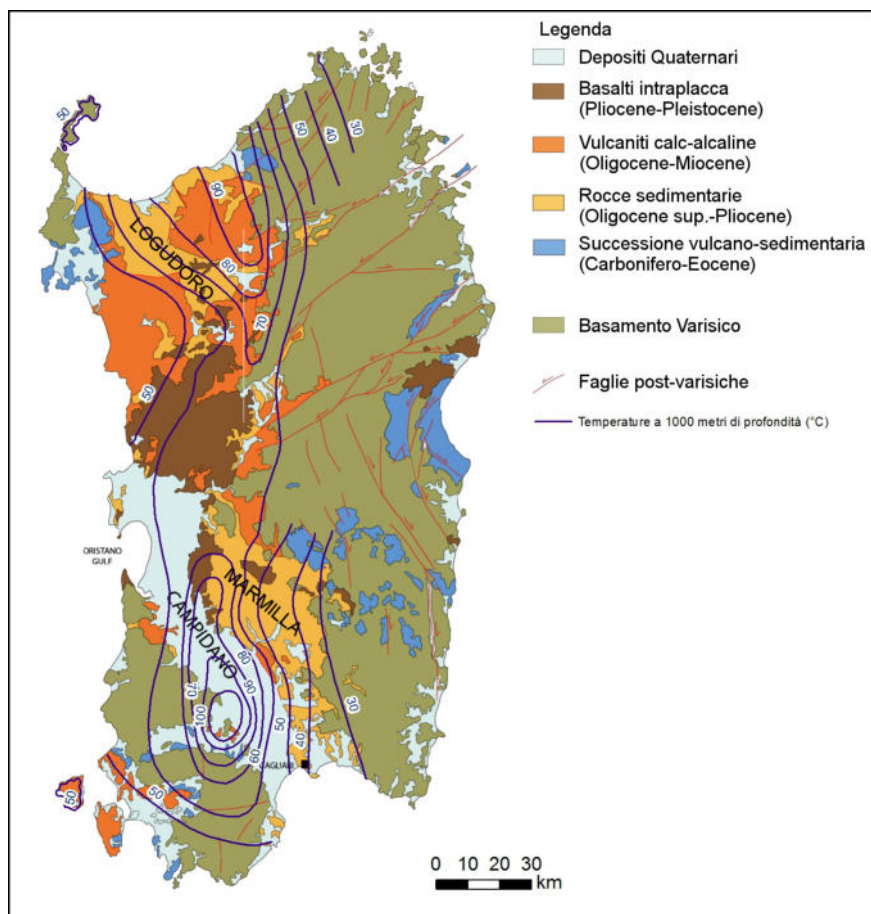 Legenda
Depositi Quaternari
Basalti intraplacca
(Pliocene-Pleistocene)
Vulcaniti calc-alcaline
(Oligocene-Miocene)
Rocce sedimentarie
(Oligocene sup.-Pliocene)
Successione vulcano-sedimentaria
(Carbonifero-Eocene)
Basamento Varisico
Faglie post-varisiche
Temperature a 1000 metri di profondità (°C)
50
50
40
30
90
LOGUDORO
80
70
50
ORISTANO
GULF
MARMILLA
CAMPIDANO
80
70
90
100
50
30
40
60
CAGLIARI
50
50
0 10 20 30
km